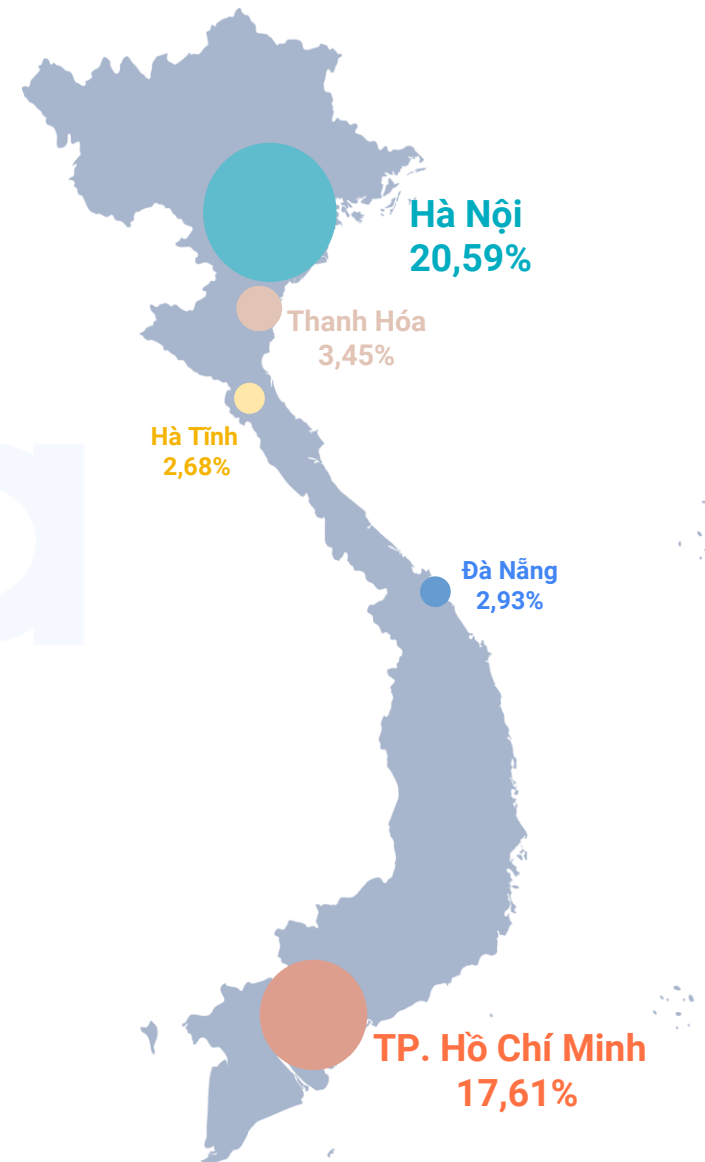 Hà Nội
20,59%
Thanh Hóa
3,45%
Hà Tĩnh
2,68%
Đà Nẵng
2,93%
TP. Hồ Chí Minh
17,61%